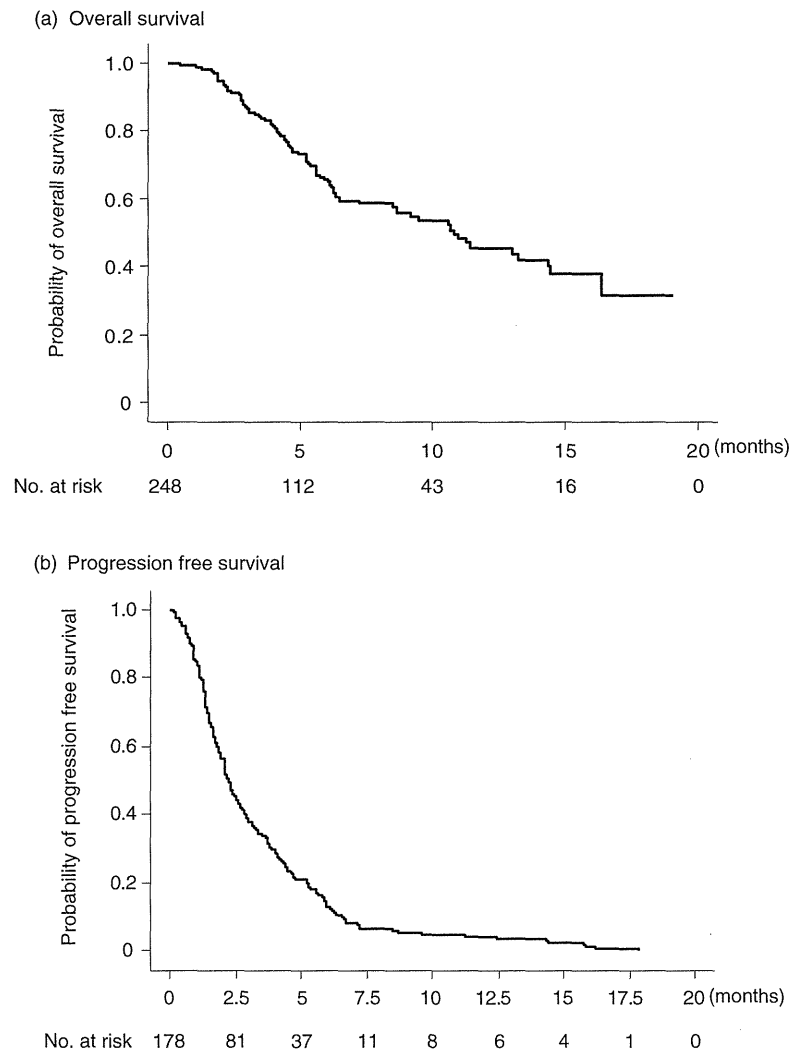 (a) Overall survival
Probability of overall survival
1.0
0.8
0.6
0.4
0.2
0
0 5 10 15 20 (months)
No. at risk 248 112 43 16 0
(b) Progression free survival
Probability of progression free survival
1.0
0.8
0.6
0.4
0.2
0
0 2.5 5 7.5 10 12.5 15 17.5 20 (months)
No. at risk 178 81 37 11 8 6 4 1 0